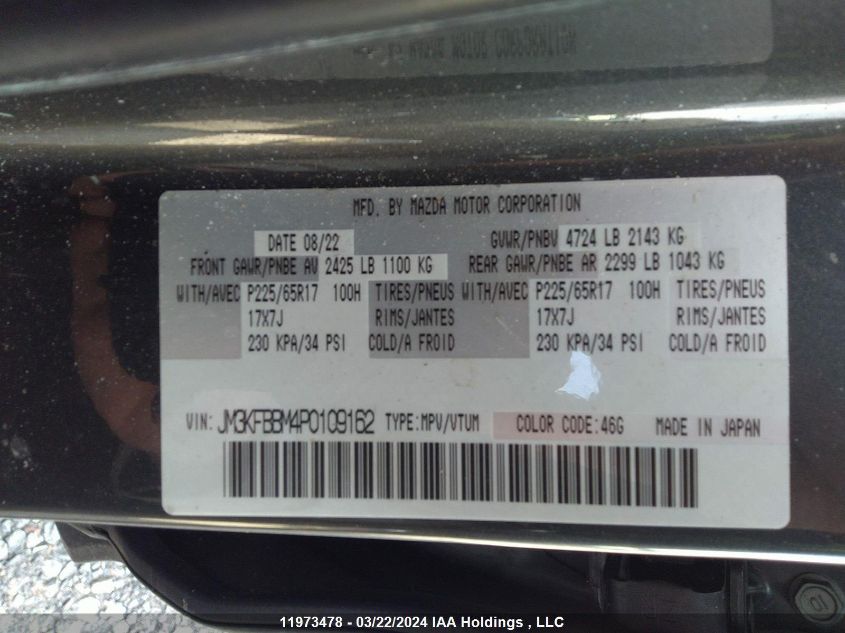 MFD. BY MAZDA MOTOR CORPORATION
DATE 08/22 GVWR/PNBV 4724 LB 2143 KG
FRONT GAWR/PNBE AV 2425 LB 1100 KG REAR GAWR/PNBE AR 2299 LB 1043 KG
WITH/AVEC P225/65R17 100H TIRES/PNEUS WITH/AVEC P225/65R17 100H TIRES/PNEUS
17X7J RIMS/JANTES 17X7J RIMS/JANTES
230 KPA/34 PSI COLD/A FROID 230 KPA/34 PSI COLD/A FROID
VIN: JM3KFBBM4P0109162 TYPE:MPV/VTUM COLOR CODE:46G MADE IN JAPAN
11973478 - 03/22/2024 IAA Holdings , LLC